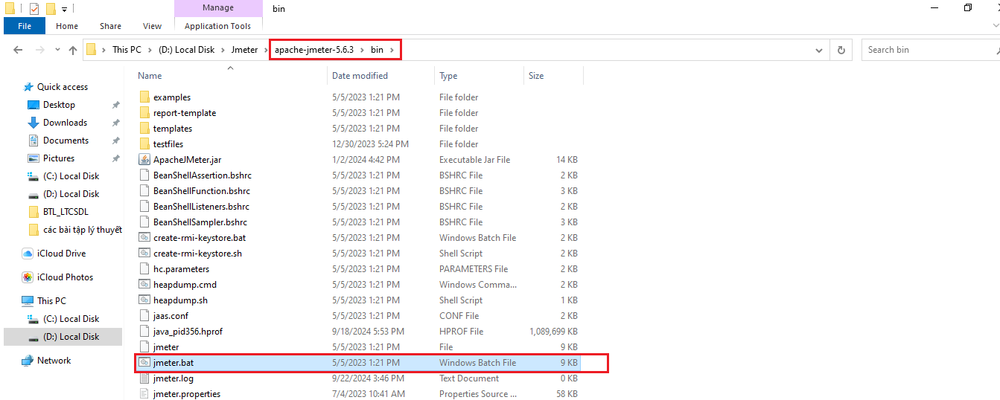 Manage
bin
File
Home
Share
View
Application Tools
This PC > (D:) Local Disk > Jmeter > apache-jmeter-5.6.3 > bin >
Search bin
Quick access
Desktop
Downloads
Documents
Pictures
(C:) Local Disk
(D:) Local Disk
BTL_LTCSDL
các bài tập lý thuyết
iCloud Drive
iCloud Photos
This PC
(C:) Local Disk
(D:) Local Disk
Network
Name Date modified Type Size
examples 5/5/2023 1:21 PM File folder
report-template 5/5/2023 1:21 PM File folder
templates 5/5/2023 1:21 PM File folder
testfiles 12/30/2023 5:24 PM File folder
ApacheJMeter.jar 1/2/2024 4:42 PM Executable Jar File 14 KB
BeanShellAssertion.bshrc 5/5/2023 1:21 PM BSHRC File 2 KB
BeanShellFunction.bshrc 5/5/2023 1:21 PM BSHRC File 3 KB
BeanShellListeners.bshrc 5/5/2023 1:21 PM BSHRC File 2 KB
BeanShellSampler.bshrc 5/5/2023 1:21 PM BSHRC File 3 KB
create-rmi-keystore.bat 5/5/2023 1:21 PM Windows Batch File 2 KB
create-rmi-keystore.sh 5/5/2023 1:21 PM Shell Script 2 KB
hc.parameters 5/5/2023 1:21 PM PARAMETERS File 2 KB
heapdump.cmd 5/5/2023 1:21 PM Windows Comma... 2 KB
heapdump.sh 5/5/2023 1:21 PM Shell Script 1 KB
jaas.conf 5/5/2023 1:21 PM CONF File 2 KB
java_pid356.hprof 9/18/2024 5:53 PM HPROF File 1,089,699 KB
jmeter 5/5/2023 1:21 PM File 9 KB
jmeter.bat 5/5/2023 1:21 PM Windows Batch File 9 KB
jmeter.log 9/22/2024 3:46 PM Text Document 0 KB
jmeter.properties 7/4/2023 10:41 AM Properties Source ... 58 KB